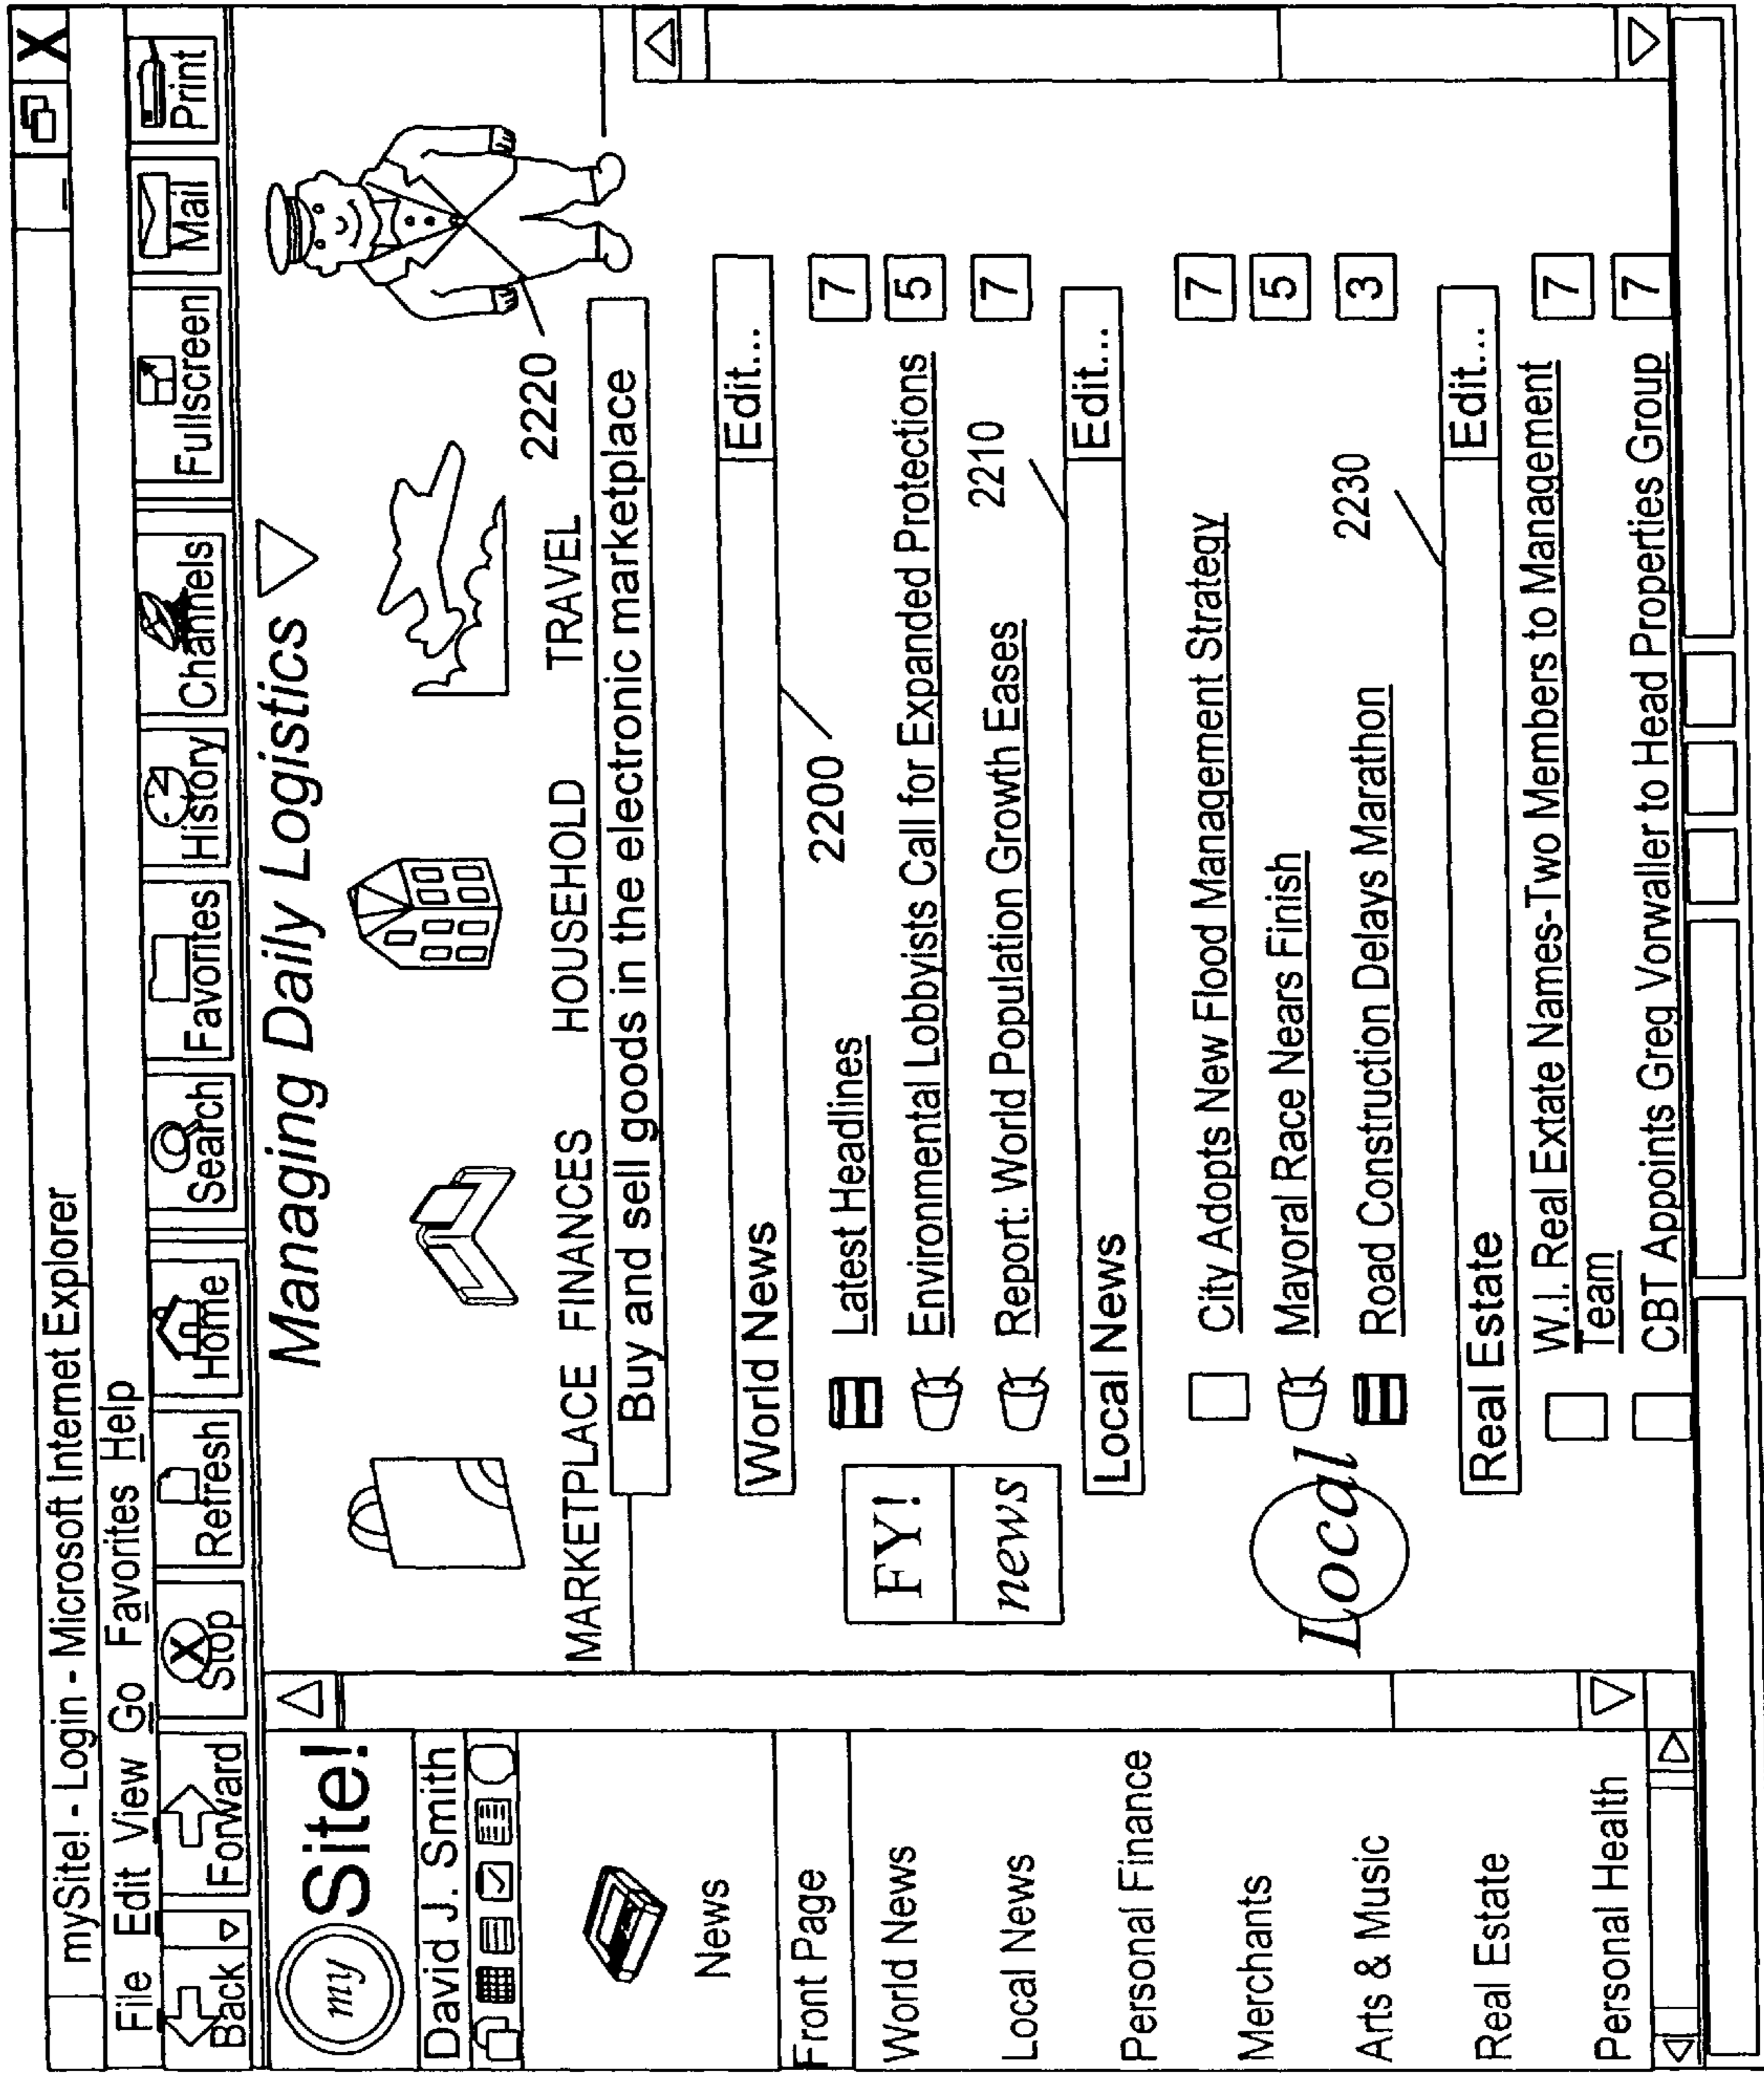 mySite! - Login - Microsoft Internet Explorer
X
File Edit View Go Favorites Help
Back Forward Stop Refresh Home Search Favorites History Channels Fullscreen Mail Print
my Site!
David J. Smith
News
Front Page
World News
Local News
Personal Finance
Merchants
Arts & Music
Real Estate
Personal Health
Managing Daily Logistics
MARKETPLACE FINANCES HOUSEHOLD TRAVEL
2220
Buy and sell goods in the electronic marketplace
World News Edit...
2200
FY!
news
Latest Headlines 7
Environmental Lobbyists Call for Expanded Protections 5
Report: World Population Growth Eases 7
2210
Local News Edit...
Local
City Adopts New Flood Management Strategy 7
Mayoral Race Nears Finish 5
Road Construction Delays Marathon 3
2230
Real Estate Edit...
W.I. Real Extate Names-Two Members to Management 7
Team
CBT Appoints Greg Vorwaller to Head Properties Group 7